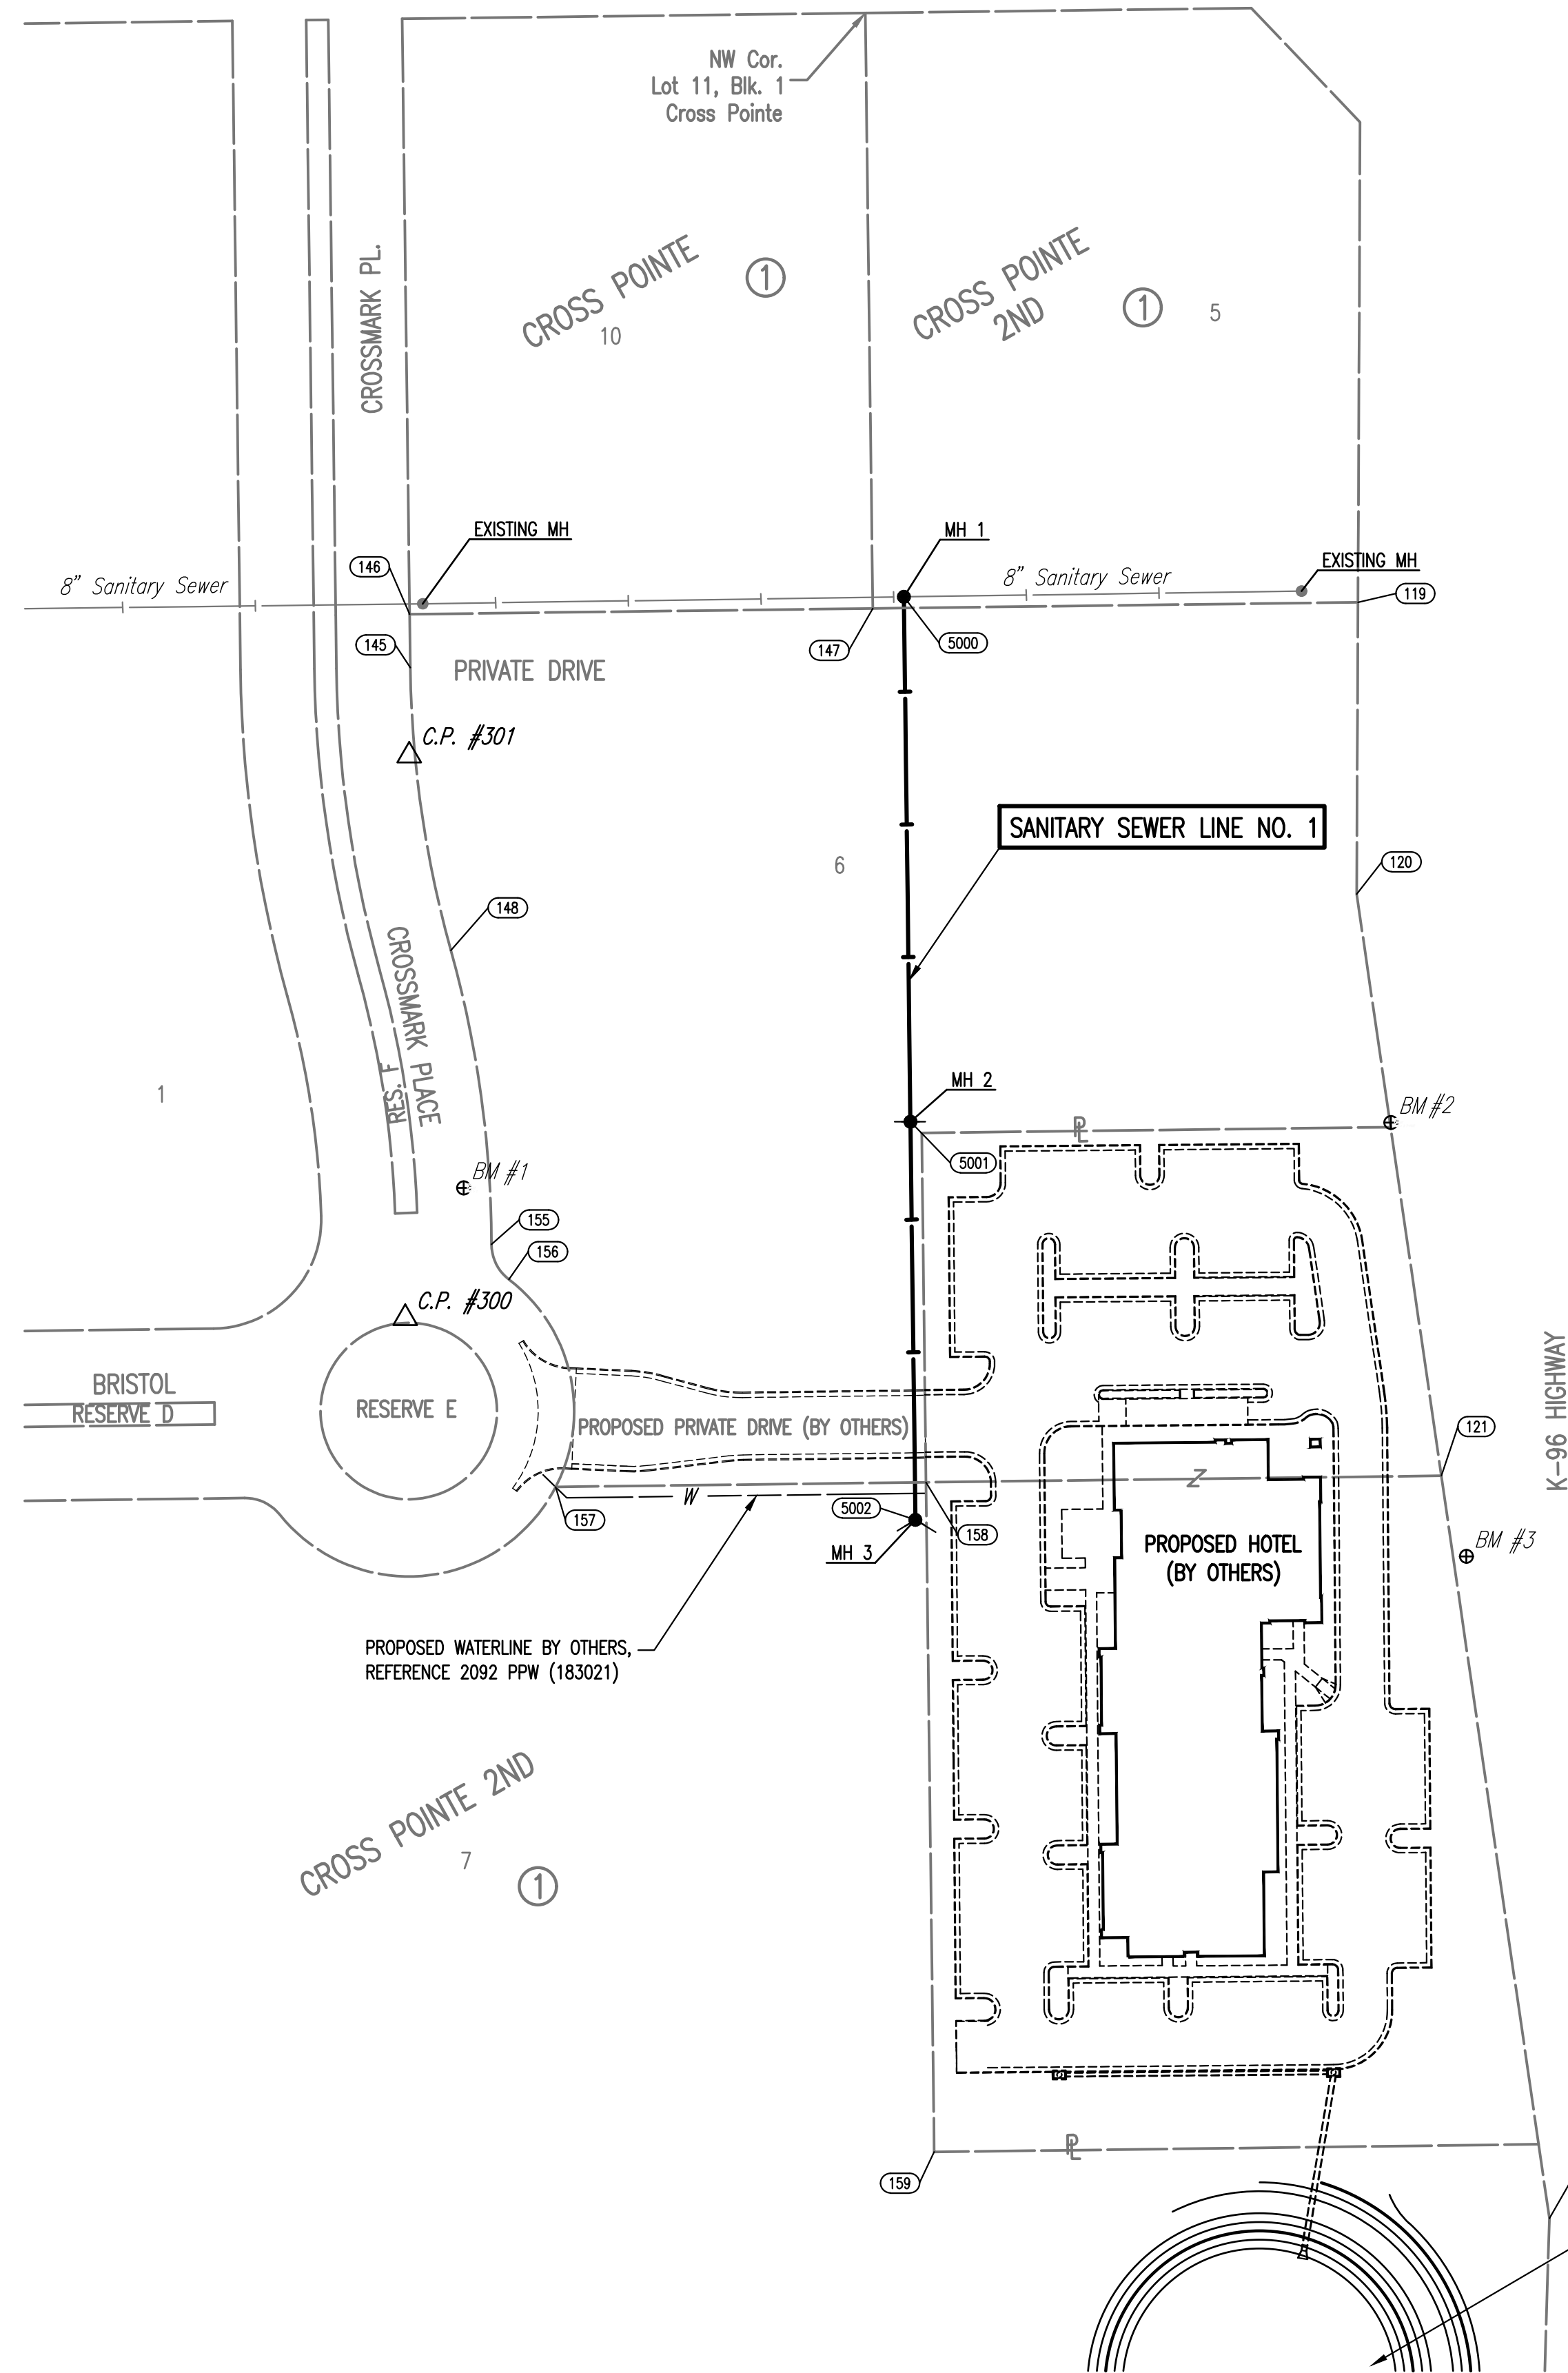 NW Cor.
Lot 11, Blk. 1
Cross Pointe
CROSSMARK PL.
CROSS POINTE
1
10
CROSS POINTE
2ND
1
5
EXISTING MH
MH 1
EXISTING MH
8" Sanitary Sewer
146
8" Sanitary Sewer
119
145
147
5000
PRIVATE DRIVE
C.P. #301
SANITARY SEWER LINE NO. 1
6
120
148
CROSSMARK PLACE
RES. F
1
MH 2
BM #2
PL
5001
BM #1
155
156
C.P. #300
K-96 HIGHWAY
BRISTOL
RESERVE D
RESERVE E
PROPOSED PRIVATE DRIVE (BY OTHERS)
121
Z
W
5002
157
158
MH 3
PROPOSED HOTEL
(BY OTHERS)
BM #3
PROPOSED WATERLINE BY OTHERS,
REFERENCE 2092 PPW (183021)
CROSS POINTE 2ND
7
1
PL
159